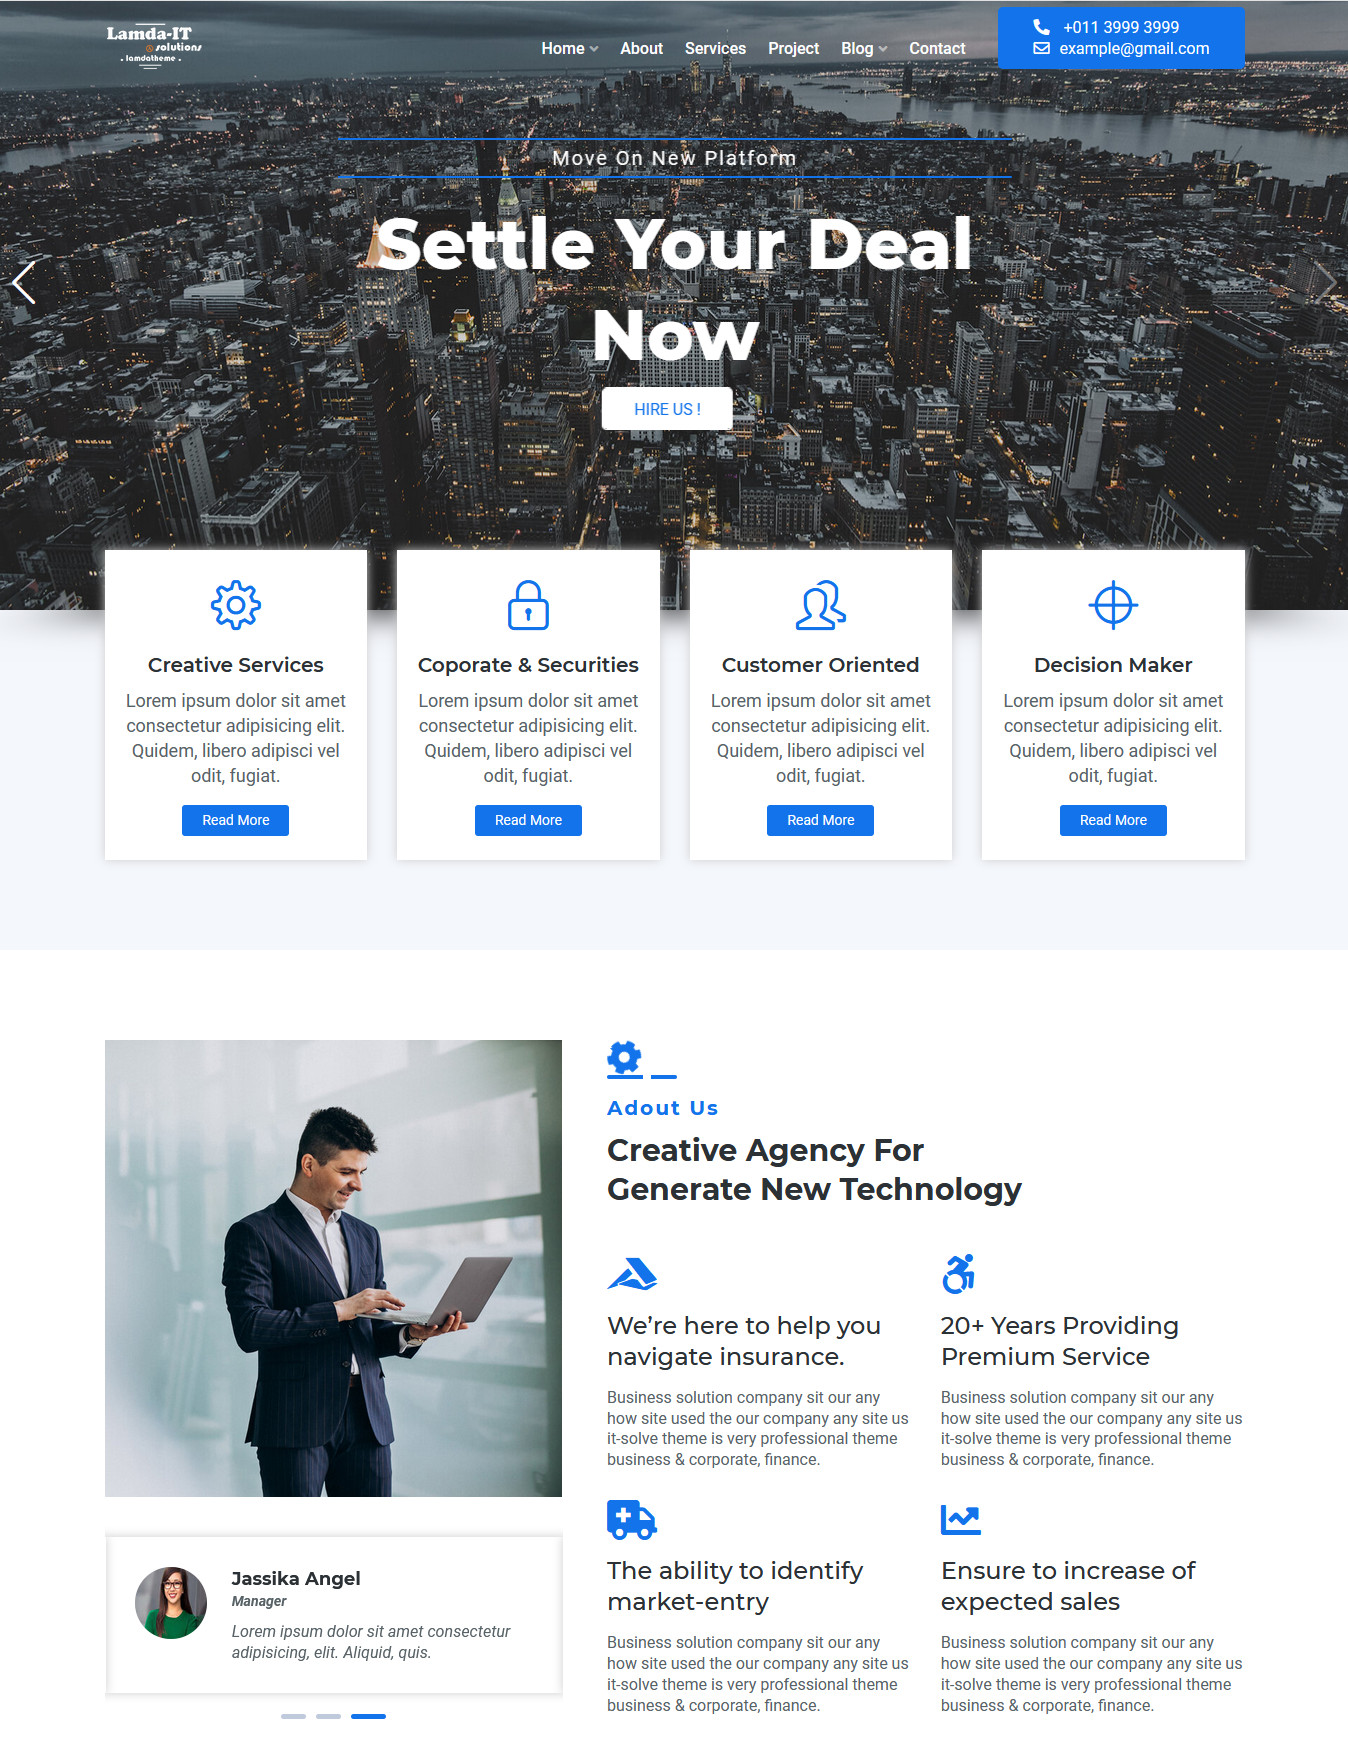 Lamda-IT
@ solutions
. lamdatheme .
Home
About
Services
Project
Blog
Contact
+011 3999 3999
example@gmail.com
Move On New Platform
Settle Your Deal
Now
HIRE US !
Creative Services
Lorem ipsum dolor sit amet
consectetur adipisicing elit.
Quidem, libero adipisci vel
odit, fugiat.
Read More
Coporate & Securities
Lorem ipsum dolor sit amet
consectetur adipisicing elit.
Quidem, libero adipisci vel
odit, fugiat.
Read More
Customer Oriented
Lorem ipsum dolor sit amet
consectetur adipisicing elit.
Quidem, libero adipisci vel
odit, fugiat.
Read More
Decision Maker
Lorem ipsum dolor sit amet
consectetur adipisicing elit.
Quidem, libero adipisci vel
odit, fugiat.
Read More
Adout Us
Creative Agency For
Generate New Technology
We’re here to help you
navigate insurance.
Business solution company sit our any
how site used the our company any site us
it-solve theme is very professional theme
business & corporate, finance.
20+ Years Providing
Premium Service
Business solution company sit our any
how site used the our company any site us
it-solve theme is very professional theme
business & corporate, finance.
The ability to identify
market-entry
Business solution company sit our any
how site used the our company any site us
it-solve theme is very professional theme
business & corporate, finance.
Ensure to increase of
expected sales
Business solution company sit our any
how site used the our company any site us
it-solve theme is very professional theme
business & corporate, finance.
Jassika Angel
Manager
Lorem ipsum dolor sit amet consectetur
adipisicing, elit. Aliquid, quis.